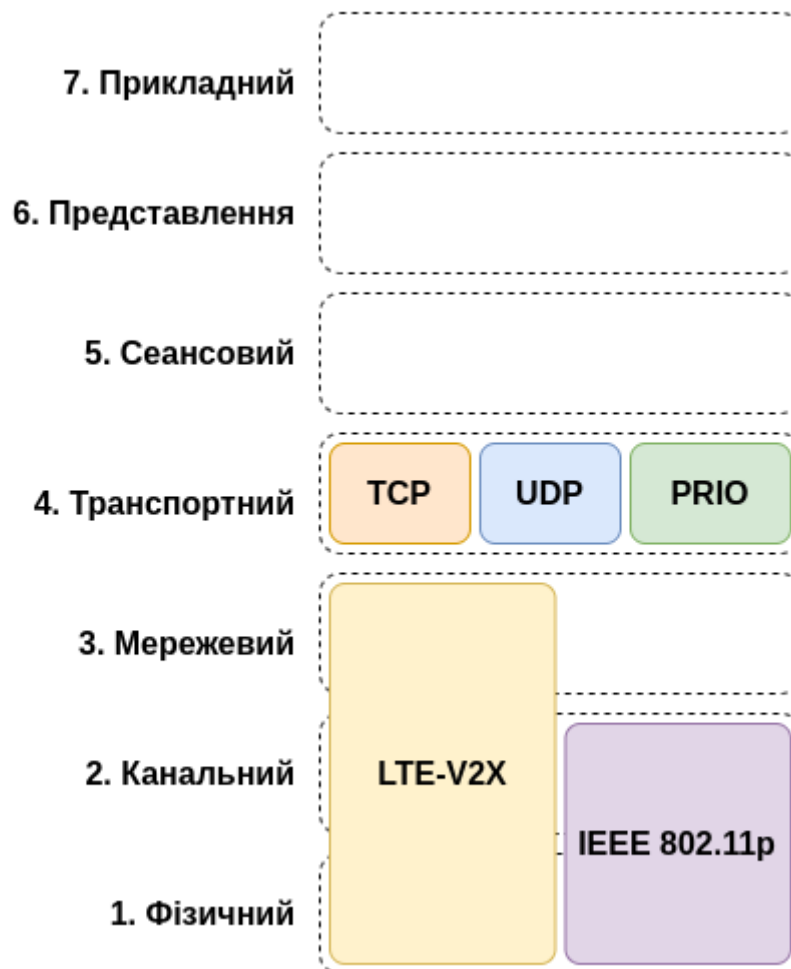 7. Прикладний
6. Представлення
5. Сеансовий
4. Транспортний
TCP
UDP
PRIO
3. Мережевий
2. Канальний
LTE-V2X
IEEE 802.11p
1. Фізичний